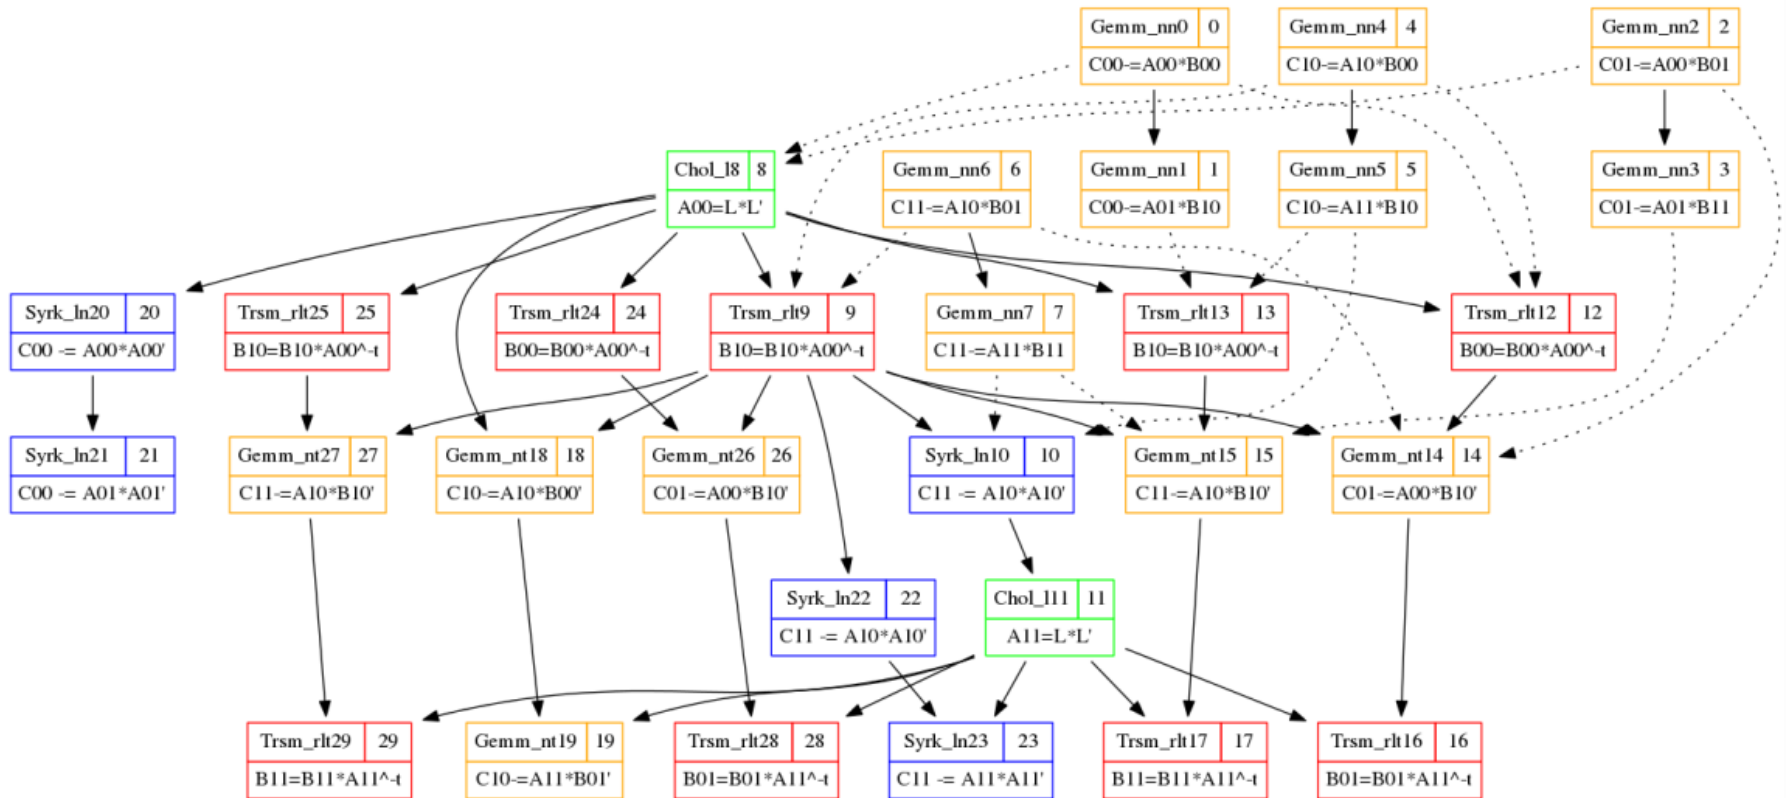 Gemm_nn0 0
C00-=A00*B00
Gemm_nn4 4
C10-=A10*B00
Gemm_nn2 2
C01-=A00*B01
Chol_l8 8
A00=L*L'
Gemm_nn6 6
C11-=A10*B01
Gemm_nn1 1
C00-=A01*B10
Gemm_nn5 5
C10-=A11*B10
Gemm_nn3 3
C01-=A01*B11
Syrk_ln20 20
C00 -= A00*A00'
Trsm_rlt25 25
B10=B10*A00^-t
Trsm_rlt24 24
B00=B00*A00^-t
Trsm_rlt9 9
B10=B10*A00^-t
Gemm_nn7 7
C11-=A11*B11
Trsm_rlt13 13
B10=B10*A00^-t
Trsm_rlt12 12
B00=B00*A00^-t
Syrk_ln21 21
C00 -= A01*A01'
Gemm_nt27 27
C11-=A10*B10'
Gemm_nt18 18
C10-=A10*B00'
Gemm_nt26 26
C01-=A00*B10'
Syrk_ln10 10
C11 -= A10*A10'
Gemm_nt15 15
C11-=A10*B10'
Gemm_nt14 14
C01-=A00*B10'
Syrk_ln22 22
C11 -= A10*A10'
Chol_l11 11
A11=L*L'
Trsm_rlt29 29
B11=B11*A11^-t
Gemm_nt19 19
C10-=A11*B01'
Trsm_rlt28 28
B01=B01*A11^-t
Syrk_ln23 23
C11 -= A11*A11'
Trsm_rlt17 17
B11=B11*A11^-t
Trsm_rlt16 16
B01=B01*A11^-t